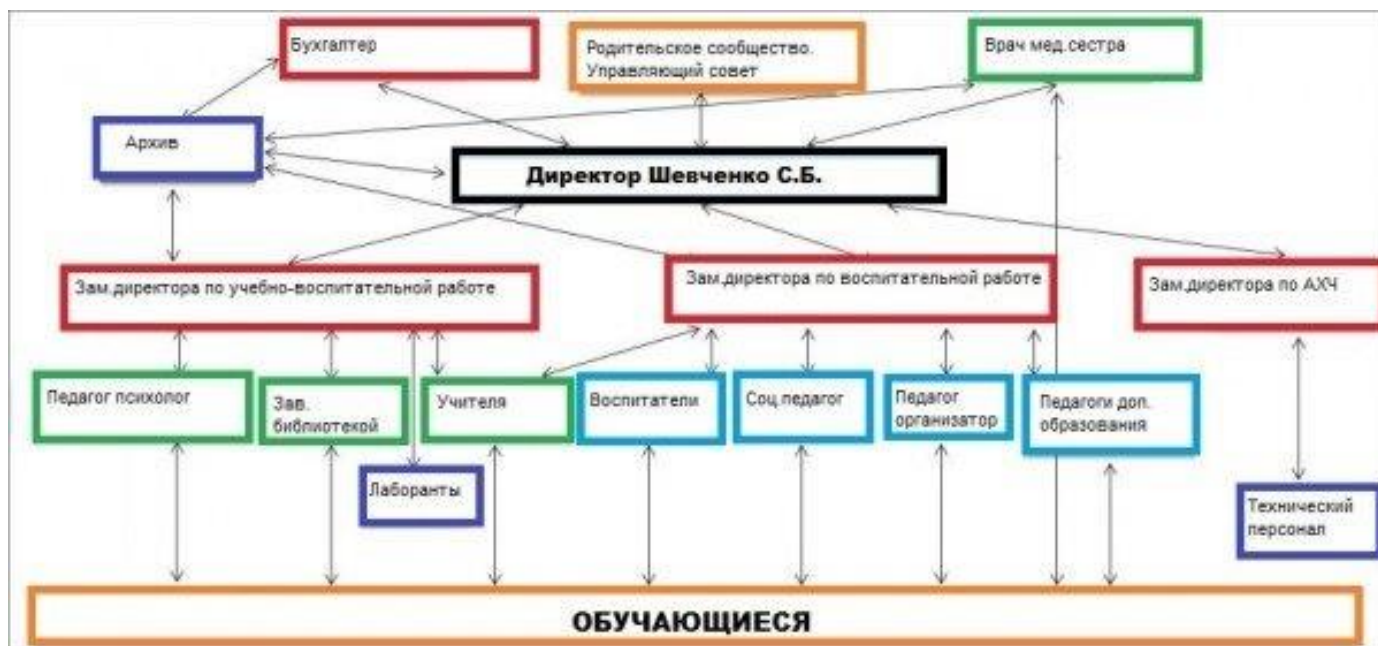 Бухгалтер
Родительское сообщество.
Управляющий совет
Врач мед.сестра
Архив
Директор Шевченко С.Б.
Зам.директора по учебно-воспитательной работе
Зам.директора по воспитательной работе
Зам.директора по АХЧ
Педагог психолог
Зав.
библиотекой
Учителя
Воспитатели
Соц.педагог
Педагог
организатор
Педагоги доп.
образования
Лаборанты
Технический
персонал
ОБУЧАЮЩИЕСЯ